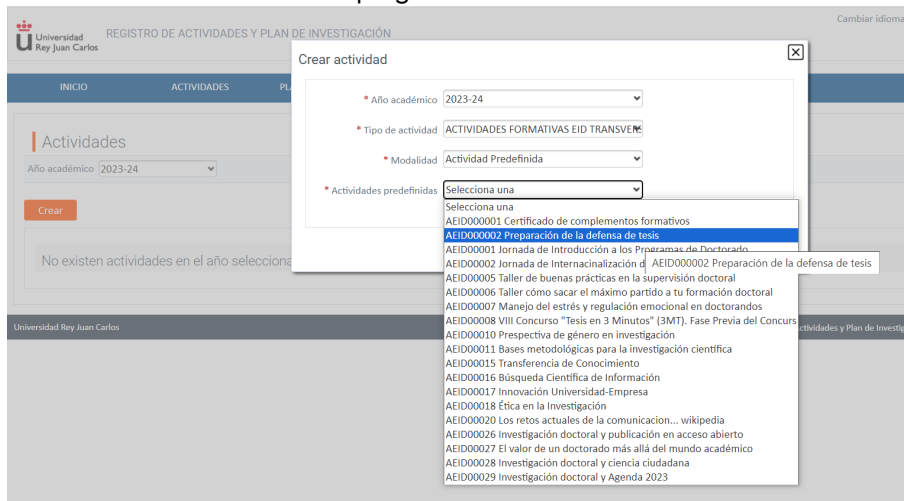 Cambiar idioma
Universidad
Rey Juan Carlos
REGISTRO DE ACTIVIDADES Y PLAN DE INVESTIGACIÓN
INICIO
ACTIVIDADES
Crear actividad
* Año académico 2023-24
* Tipo de actividad ACTIVIDADES FORMATIVAS EID
* Modalidad Actividad Predefinida
* Actividades predefinidas Selecciona una
Actividades
Año académico 2023-24
Crear
No existen actividades en el año
Selecciona una
AEID000001 Certificado de complementos formativos
AEID000002 Preparación de la defensa de tesis
AEID00001 Jornada de Introducción a los Programas de Doctorado
AEID00002 Jornada de Internacinalización
AEID000002 Preparación de la defensa de tesis
AEID00005 Taller de buenas prácticas en la supervisión doctoral
AEID00006 Taller cómo sacar el máximo partido a tu formación doctoral
AEID00007 Manejo del estrés y regulación emocional en doctorandos
AEID00008 VIII Concurso "Tesis en 3 Minutos" (3MT). Fase Previa del Concurs
AEID00010 Prespectiva de género en investigación
AEID00011 Bases metodológicas para la investigación científica
AEID00015 Transferencia de Conocimiento
AEID00016 Búsqueda Científica de Información
AEID00017 Innovación Universidad-Empresa
AEID00018 Ética en la Investigación
AEID00020 Los retos actuales de la comunicacion... wikipedia
AEID00026 Investigación doctoral y publicación en acceso abierto
AEID00027 El valor de un doctorado más allá del mundo académico
AEID00028 Investigación doctoral y ciencia ciudadana
AEID00029 Investigación doctoral y Agenda 2023
Universidad Rey Juan Carlos
ctividades y Plan de Investig